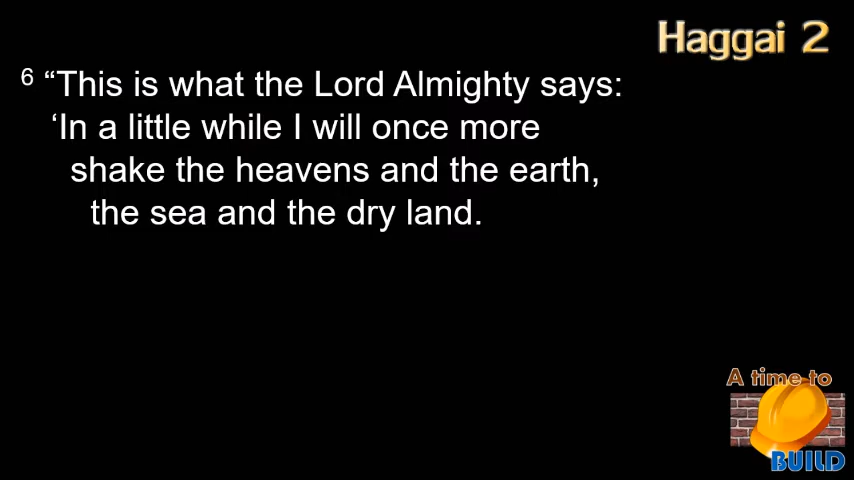 Haggai 2
6 “This is what the Lord Almighty says:
‘In a little while I will once more
shake the heavens and the earth,
the sea and the dry land.
A time to
BUILD